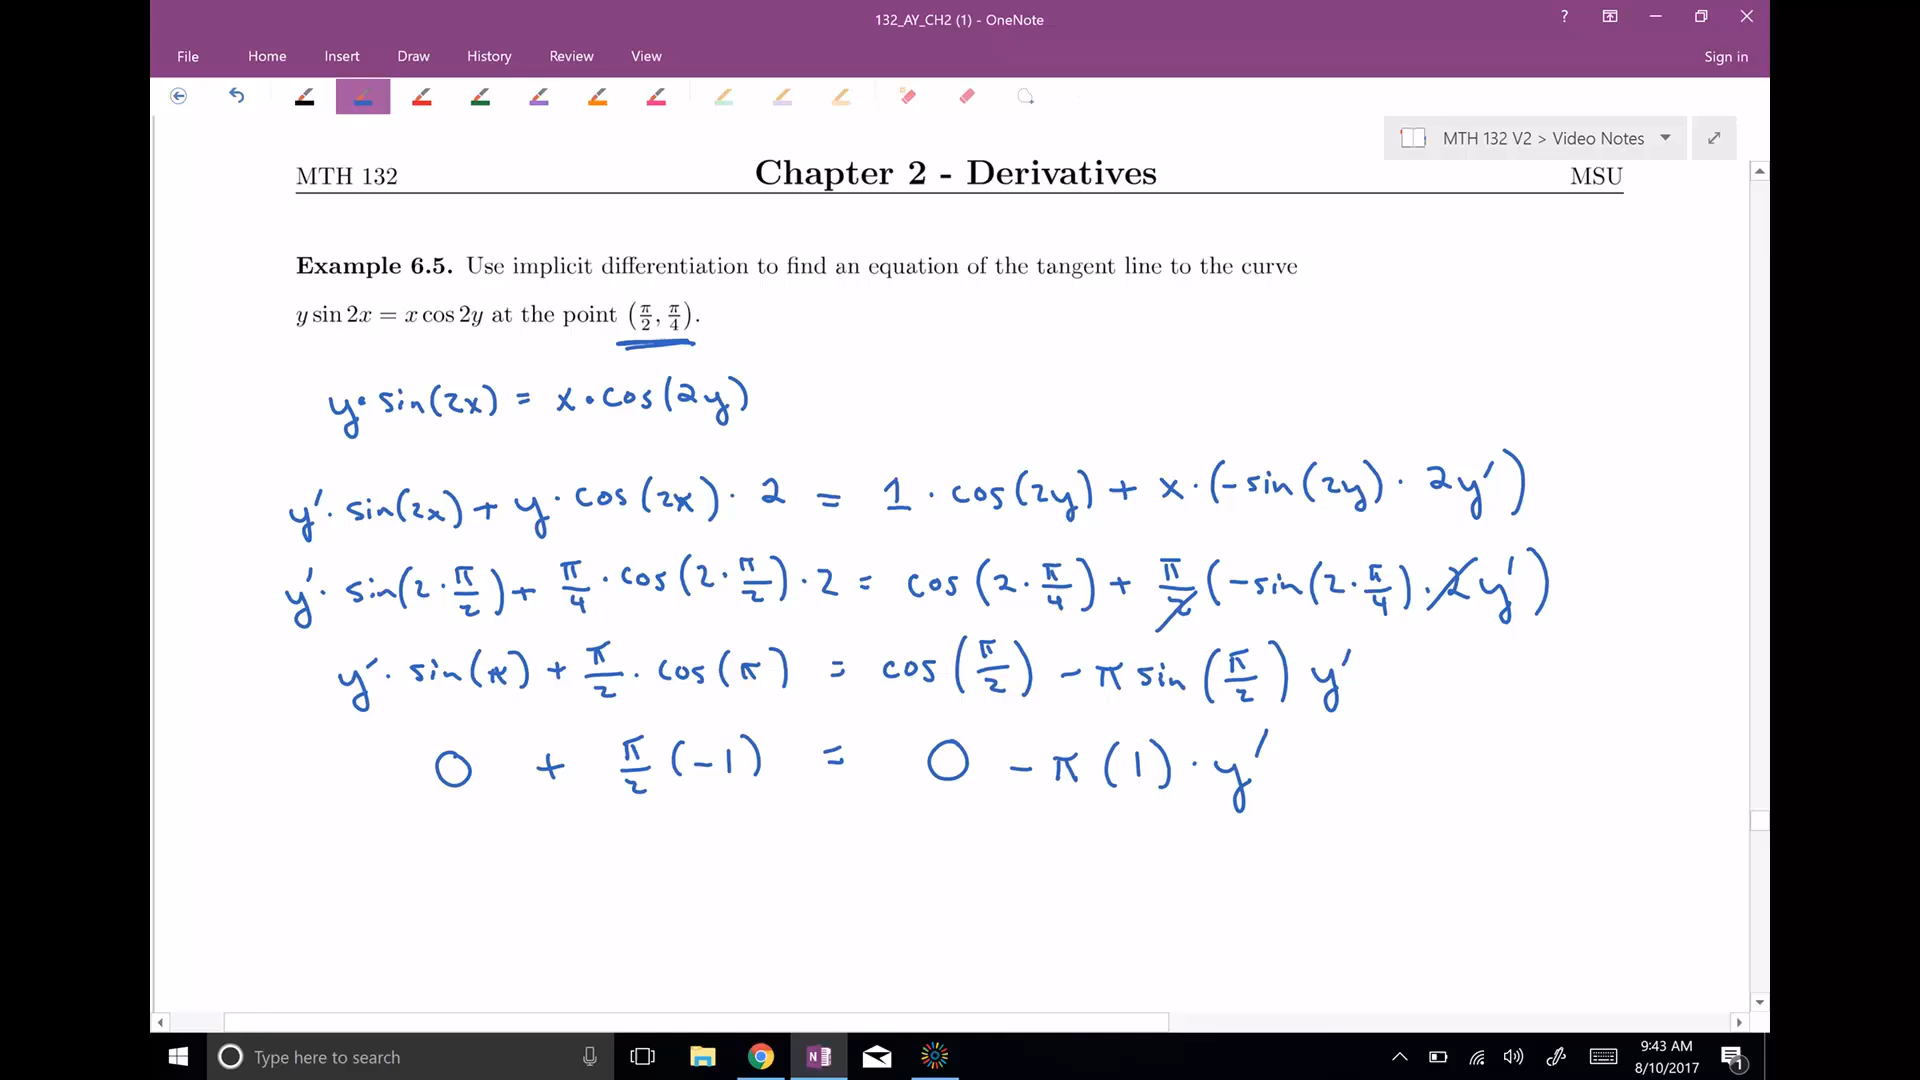 132_AY_CH2 (1) - OneNote
?
File Home Insert Draw History Review View Sign in
MTH 132 V2 > Video Notes
MTH 132 Chapter 2 - Derivatives MSU
Example 6.5. Use implicit differentiation to find an equation of the tangent line to the curve
y sin 2x = x cos 2y at the point (π/2, π/4).
y · sin(2x) = x · cos(2y)
y′ · sin(2x) + y · cos(2x) · 2 = 1 · cos(2y) + x · (-sin(2y) · 2y′)
y′ · sin(2 · π/2) + π/4 · cos(2 · π/2) · 2 = cos(2 · π/4) + π/2 (-sin(2 · π/4) · 2y′)
y′ · sin(π) + π/2 · cos(π) = cos(π/2) - π sin(π/2) y′
0 + π/2 (-1) = 0 - π(1) · y′
Type here to search
9:43 AM
8/10/2017
1